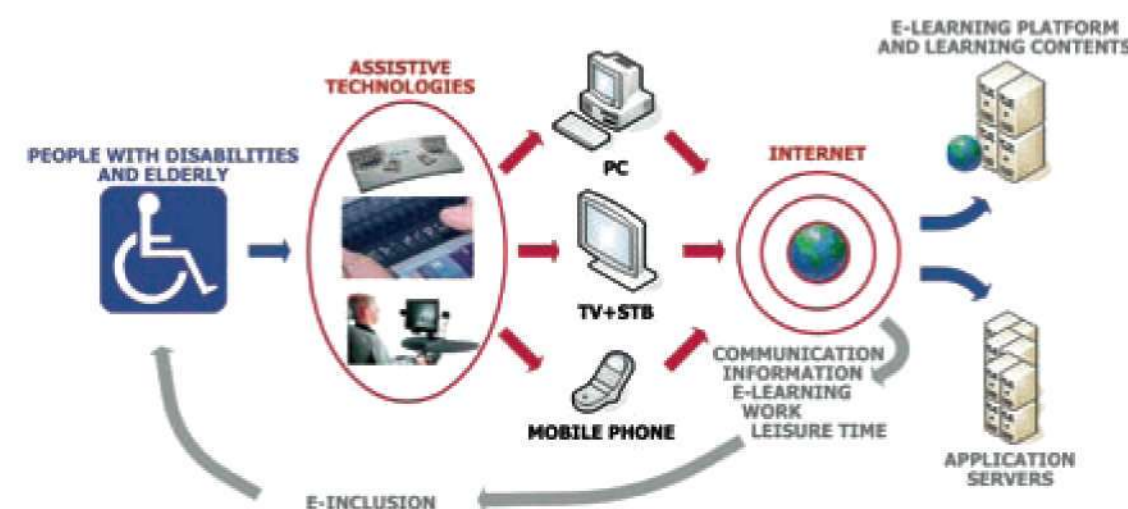 E-LEARNING PLATFORM
AND LEARNING CONTENTS
ASSISTIVE
TECHNOLOGIES
PEOPLE WITH DISABILITIES
AND ELDERLY
PC
INTERNET
TV+STB
MOBILE PHONE
COMMUNICATION
INFORMATION
E-LEARNING
WORK
LEISURE TIME
APPLICATION
SERVERS
E-INCLUSION